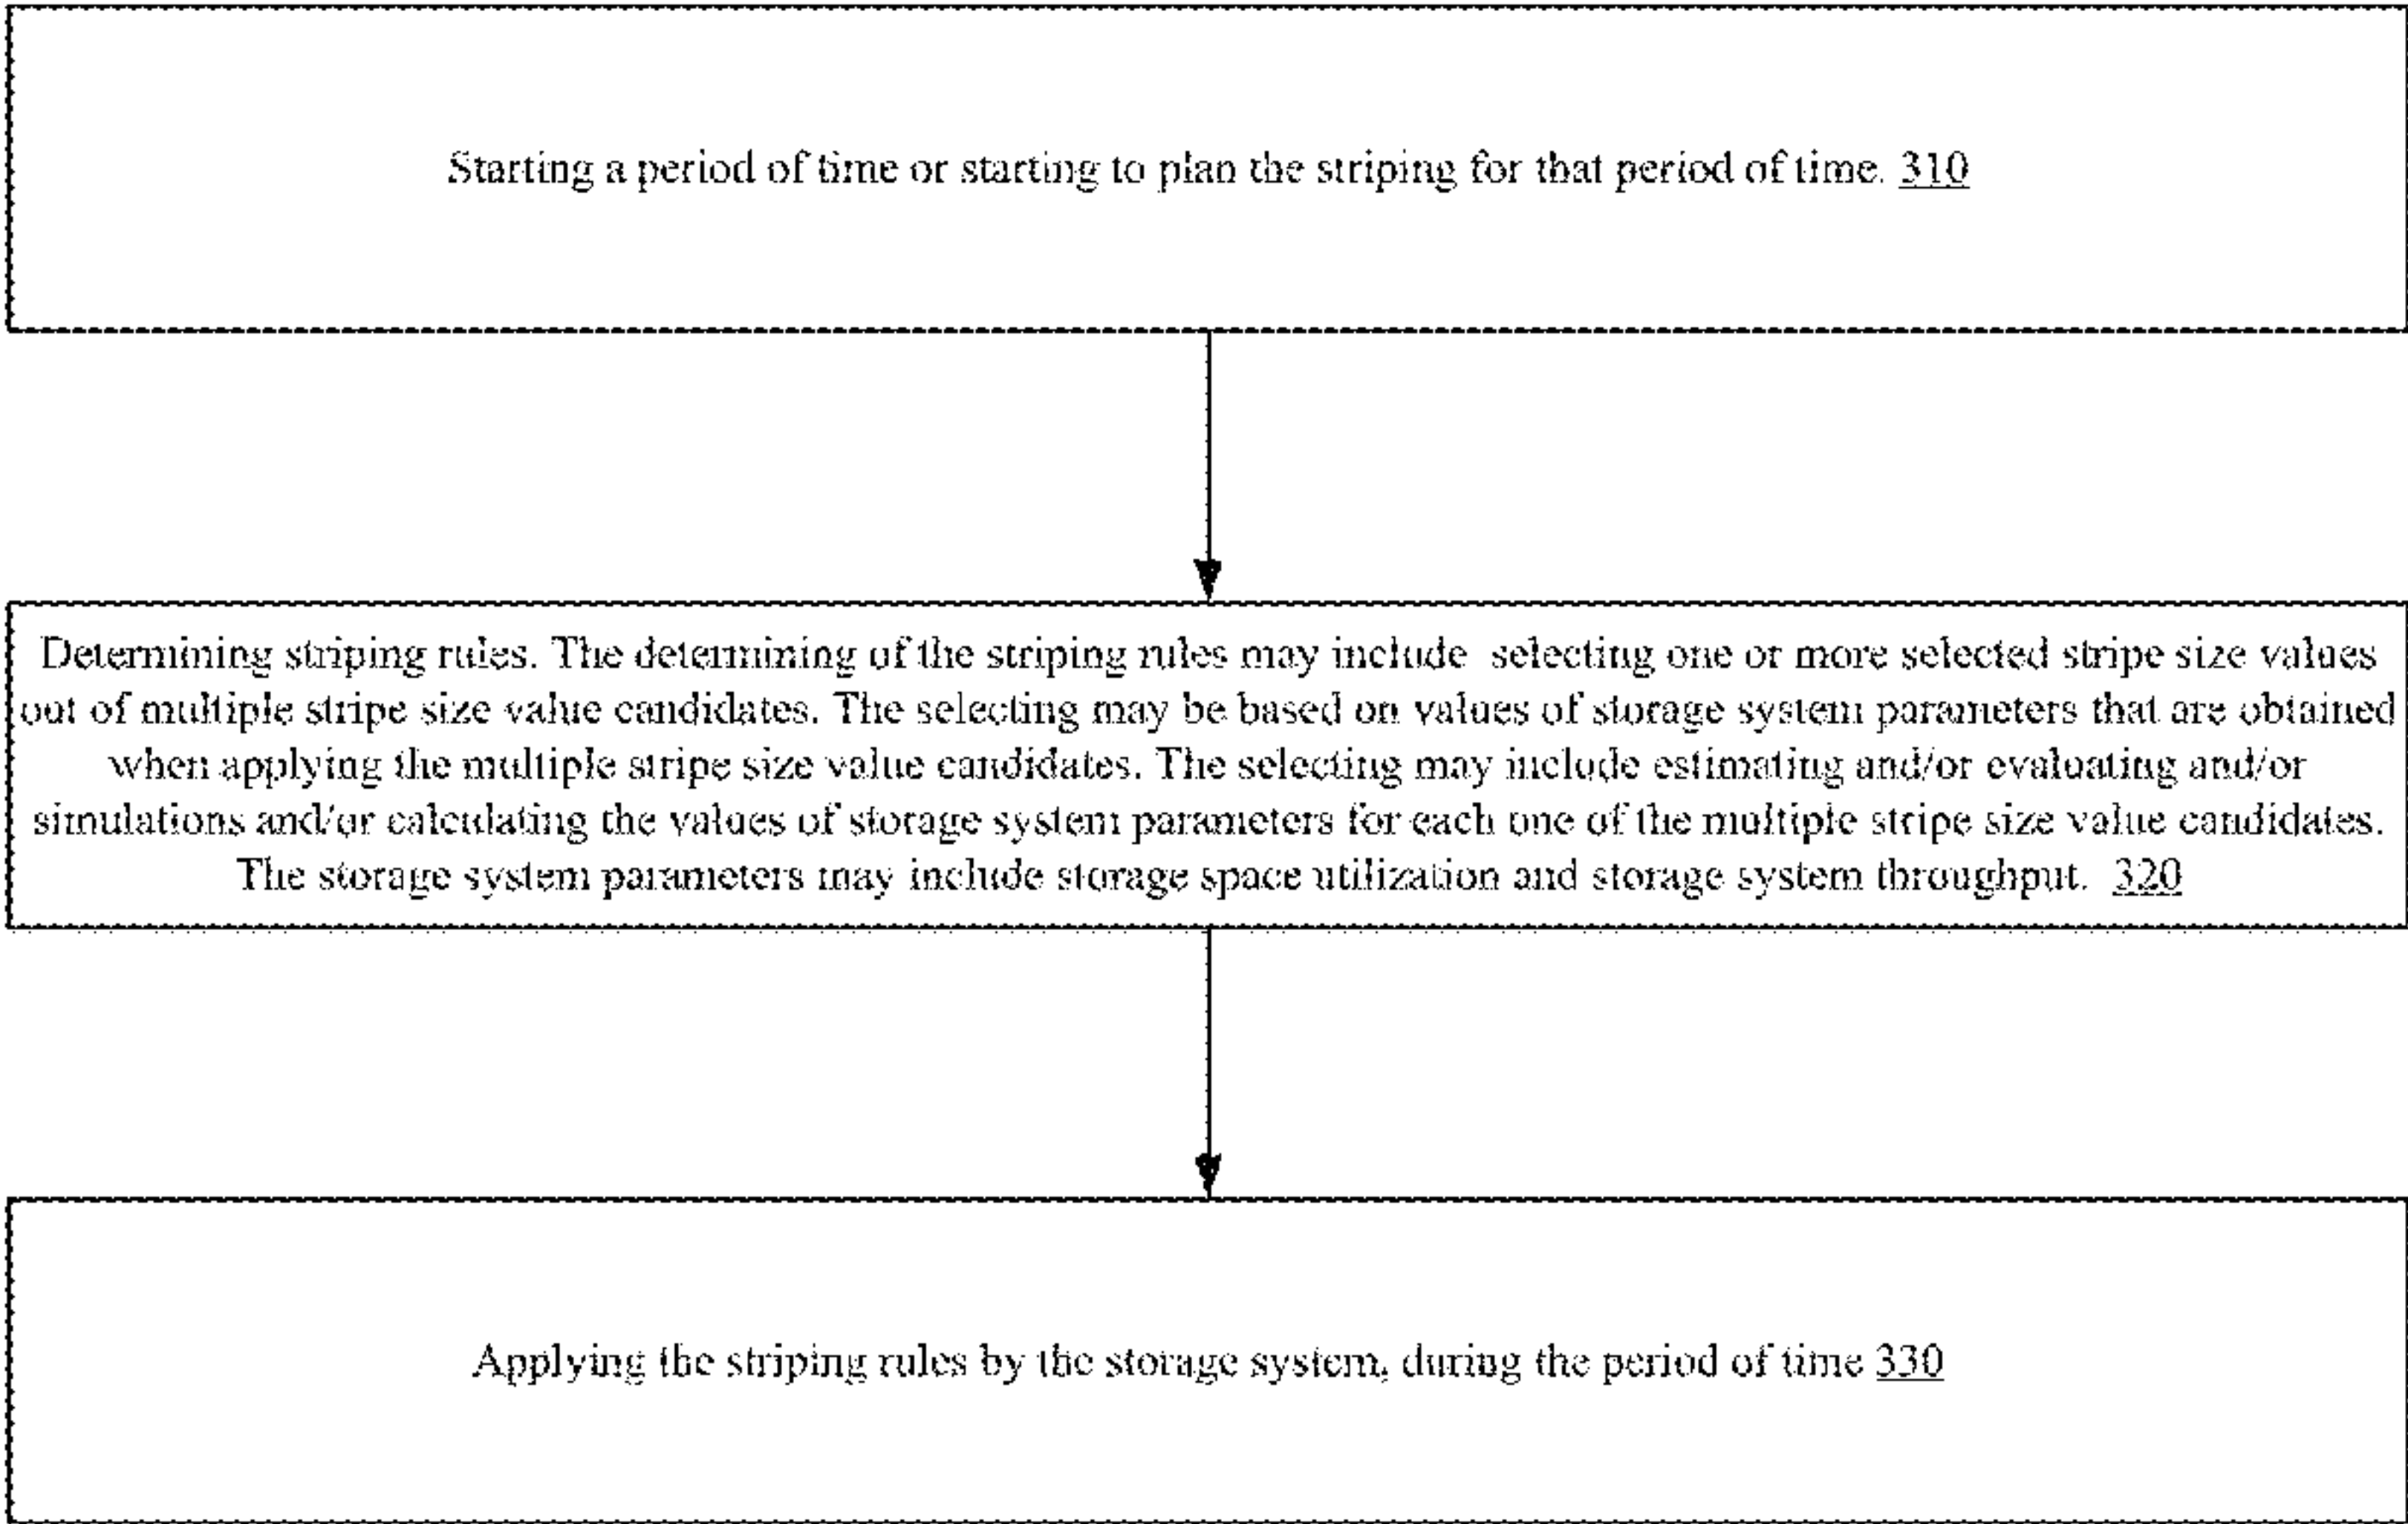 Starting a period of time or starting to plan the striping for that period of time. 310
Determining striping rules. The determining of the striping rules may include selecting one or more selected stripe size values
out of multiple stripe size value candidates. The selecting may be based on values of storage system parameters that are obtained
when applying the multiple stripe size value candidates. The selecting may include estimating and/or evaluating and/or
simulations and/or calculating the values of storage system parameters for each one of the multiple stripe size value candidates.
The storage system parameters may include storage space utilization and storage system throughput. 320
Applying the striping rules by the storage system, during the period of time 330